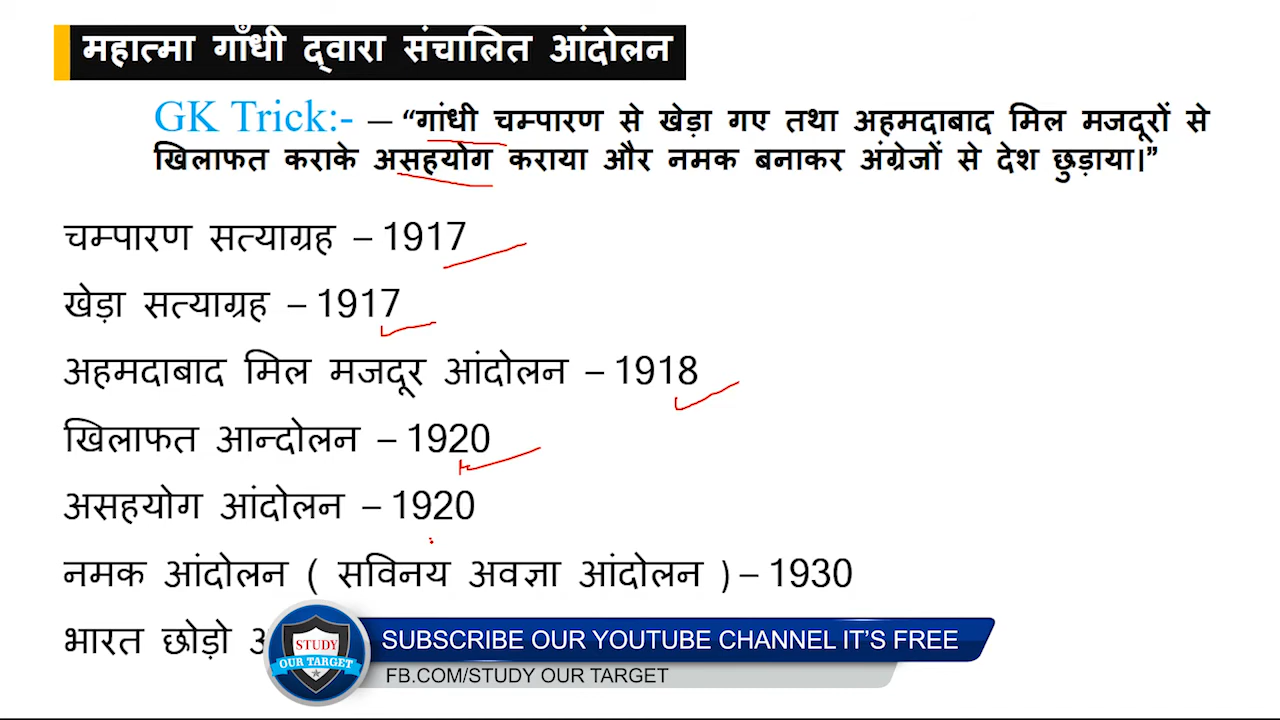 महात्मा गाँधी द्वारा संचालित आंदोलन
GK Trick:- — “गांधी चम्पारण से खेड़ा गए तथा अहमदाबाद मिल मजदूरों से
खिलाफत कराके असहयोग कराया और नमक बनाकर अंग्रेजों से देश छुड़ाया।”
चम्पारण सत्याग्रह – 1917
खेड़ा सत्याग्रह – 1917
अहमदाबाद मिल मजदूर आंदोलन – 1918
खिलाफत आन्दोलन – 1920
असहयोग आंदोलन – 1920
नमक आंदोलन ( सविनय अवज्ञा आंदोलन ) – 1930
भारत छोड़ो
STUDY
OUR TARGET
SUBSCRIBE OUR YOUTUBE CHANNEL IT’S FREE
FB.COM/STUDY OUR TARGET